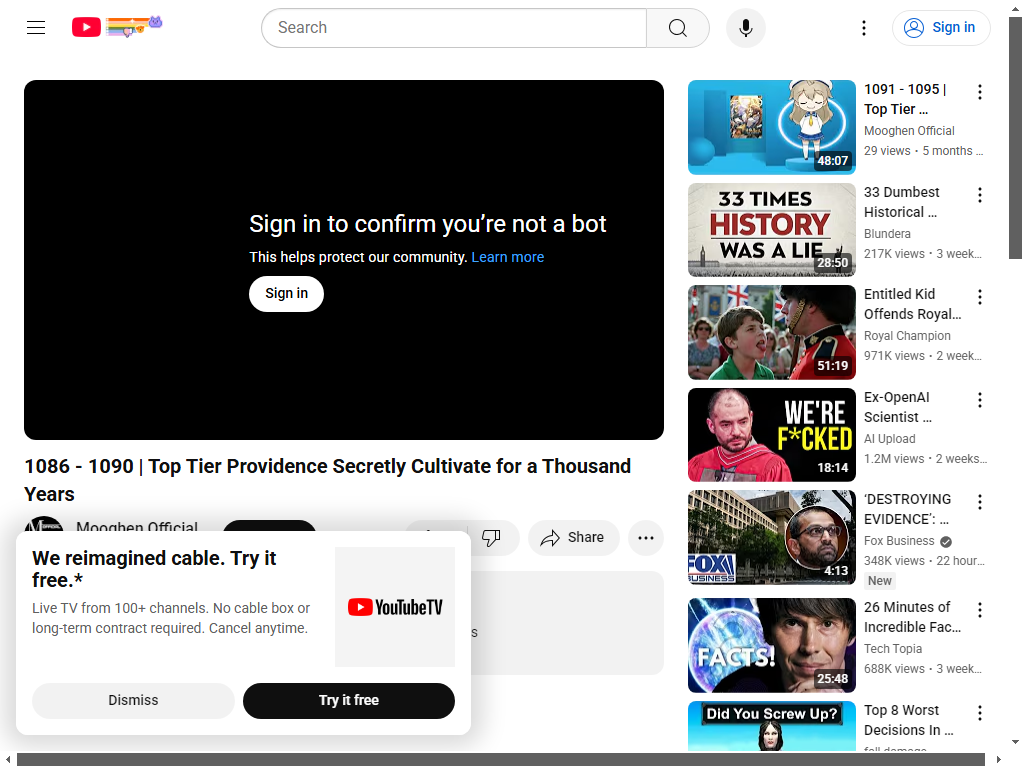 Search
Sign in
Sign in to confirm you’re not a bot
This helps protect our community. Learn more
Sign in
1086 - 1090 | Top Tier Providence Secretly Cultivate for a Thousand
Years
Mooghen Official
Share
s
We reimagined cable. Try it
free.*
Live TV from 100+ channels. No cable box or
long-term contract required. Cancel anytime.
YouTubeTV
Dismiss
Try it free
48:07
1091 - 1095 |
Top Tier ...
Mooghen Official
29 views • 5 months ...
33 TIMES
HISTORY
WAS A LIE
28:50
33 Dumbest
Historical ...
Blundera
217K views • 3 week...
51:19
Entitled Kid
Offends Royal...
Royal Champion
971K views • 2 week...
WE'RE
F*CKED
18:14
Ex-OpenAI
Scientist ...
AI Upload
1.2M views • 2 weeks...
FOX
BUSINESS
4:13
‘DESTROYING
EVIDENCE’: ...
Fox Business
348K views • 22 hour...
New
FACTS!
25:48
26 Minutes of
Incredible Fac...
Tech Topia
688K views • 3 week...
Did You Screw Up?
Top 8 Worst
Decisions In ...
fall damage